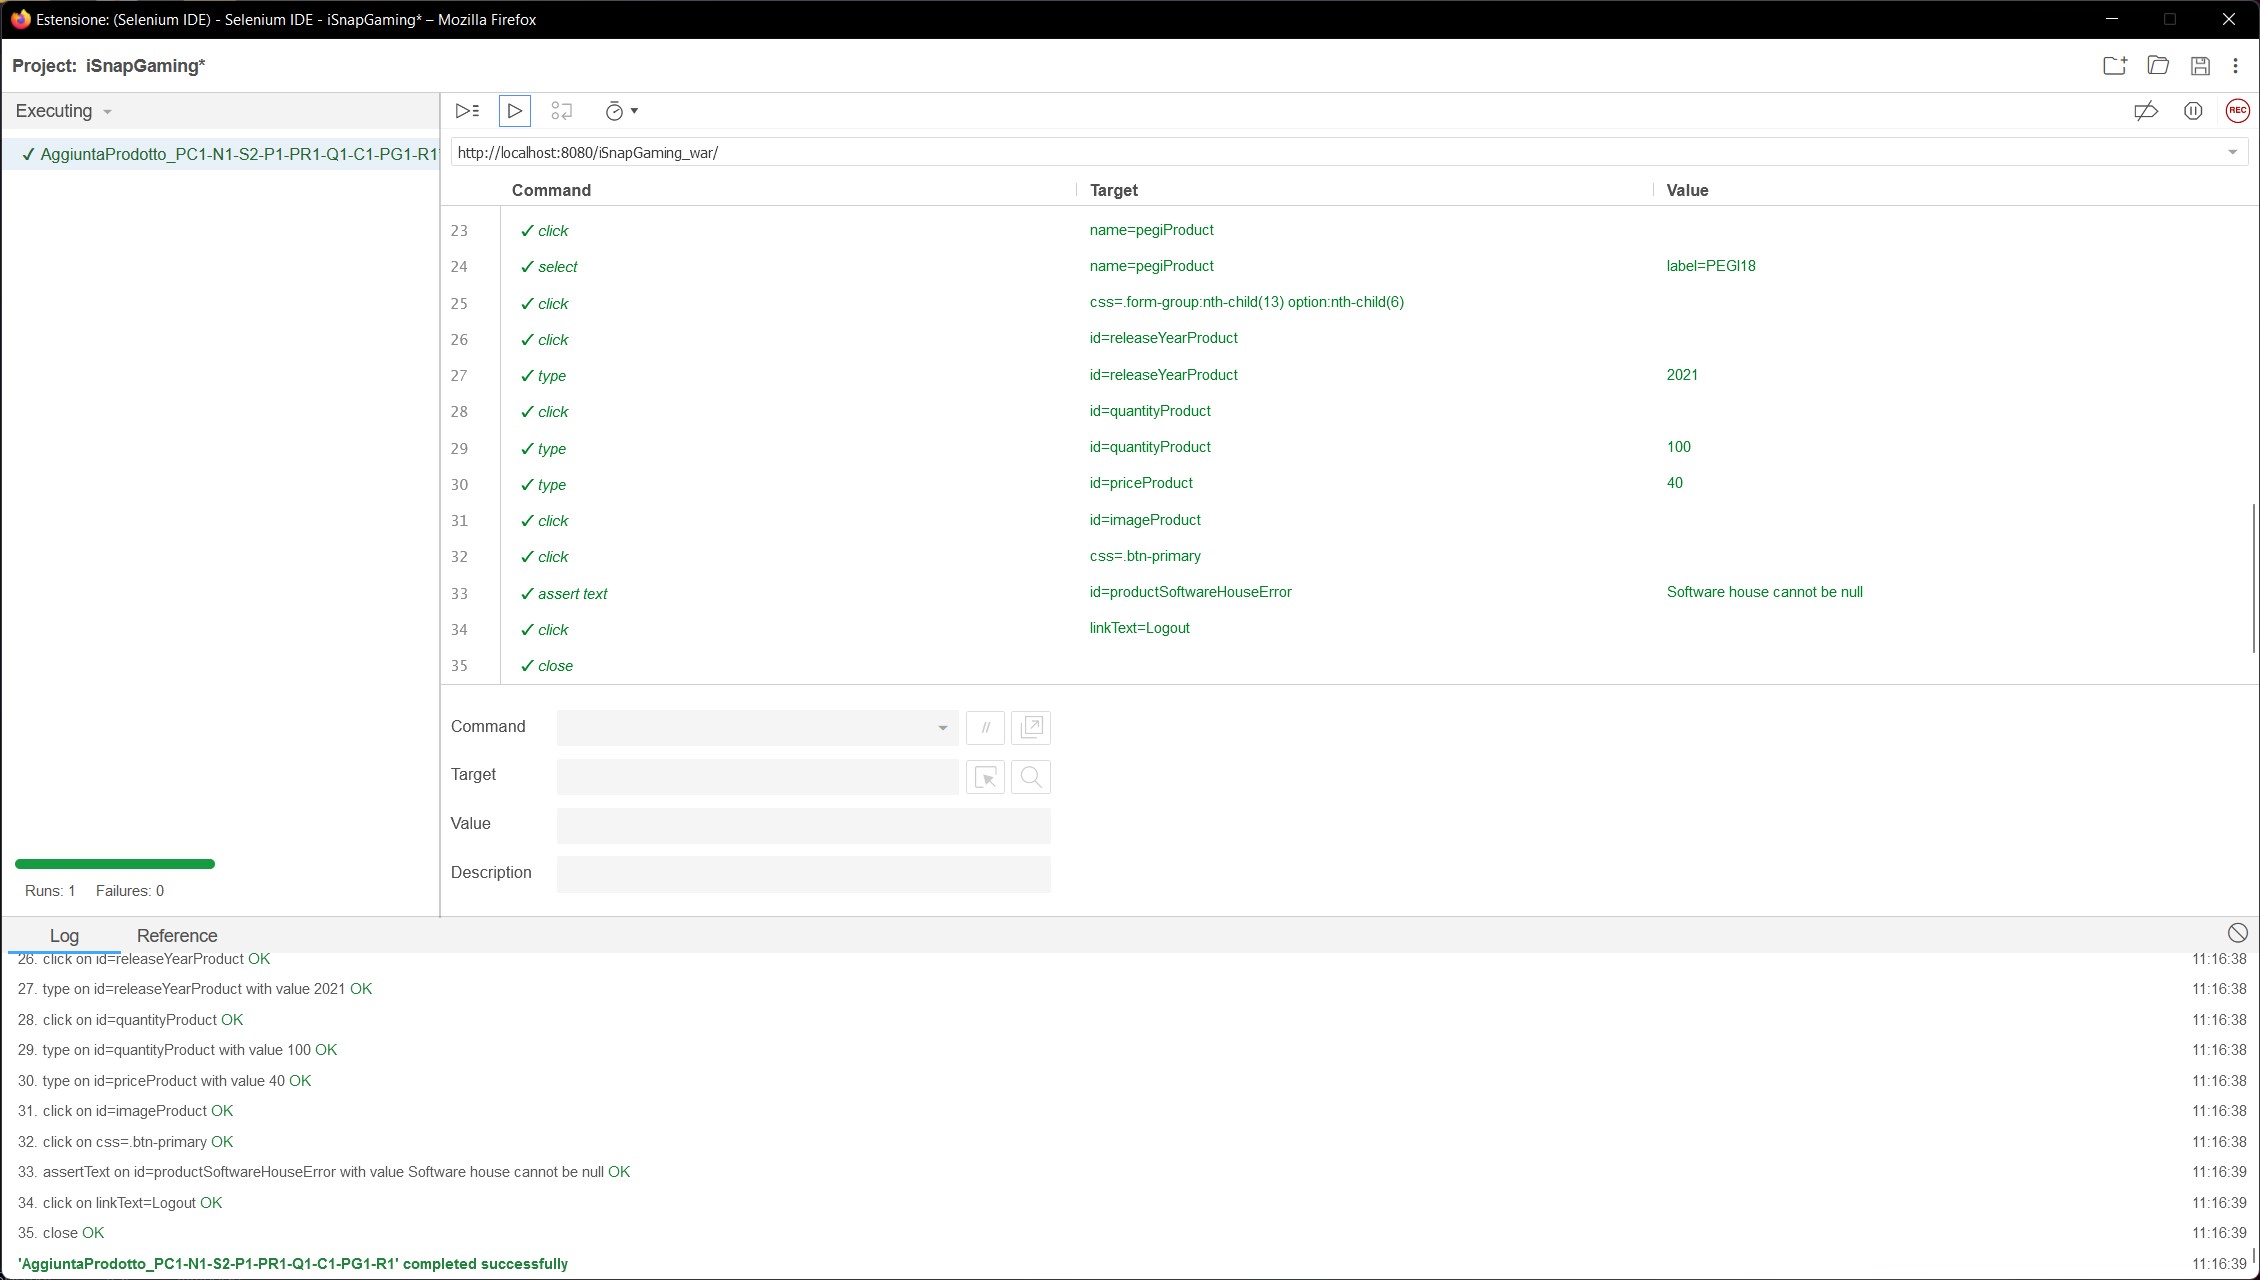 Estensione: (Selenium IDE) - Selenium IDE - iSnapGaming* – Mozilla Firefox
Project: iSnapGaming*
Executing
REC
✓ AggiuntaProdotto_PC1-N1-S2-P1-PR1-Q1-C1-PG1-R1'
http://localhost:8080/iSnapGaming_war/
Command Target Value
23 ✓ click name=pegiProduct
24 ✓ select name=pegiProduct label=PEGI18
25 ✓ click css=.form-group:nth-child(13) option:nth-child(6)
26 ✓ click id=releaseYearProduct
27 ✓ type id=releaseYearProduct 2021
28 ✓ click id=quantityProduct
29 ✓ type id=quantityProduct 100
30 ✓ type id=priceProduct 40
31 ✓ click id=imageProduct
32 ✓ click css=.btn-primary
33 ✓ assert text id=productSoftwareHouseError Software house cannot be null
34 ✓ click linkText=Logout
35 ✓ close
Command //
Target
Value
Description
Runs: 1 Failures: 0
Log Reference
26. click on id=releaseYearProduct OK 11:16:38
27. type on id=releaseYearProduct with value 2021 OK 11:16:38
28. click on id=quantityProduct OK 11:16:38
29. type on id=quantityProduct with value 100 OK 11:16:38
30. type on id=priceProduct with value 40 OK 11:16:38
31. click on id=imageProduct OK 11:16:38
32. click on css=.btn-primary OK 11:16:38
33. assertText on id=productSoftwareHouseError with value Software house cannot be null OK 11:16:39
34. click on linkText=Logout OK 11:16:39
35. close OK 11:16:39
'AggiuntaProdotto_PC1-N1-S2-P1-PR1-Q1-C1-PG1-R1' completed successfully 11:16:39